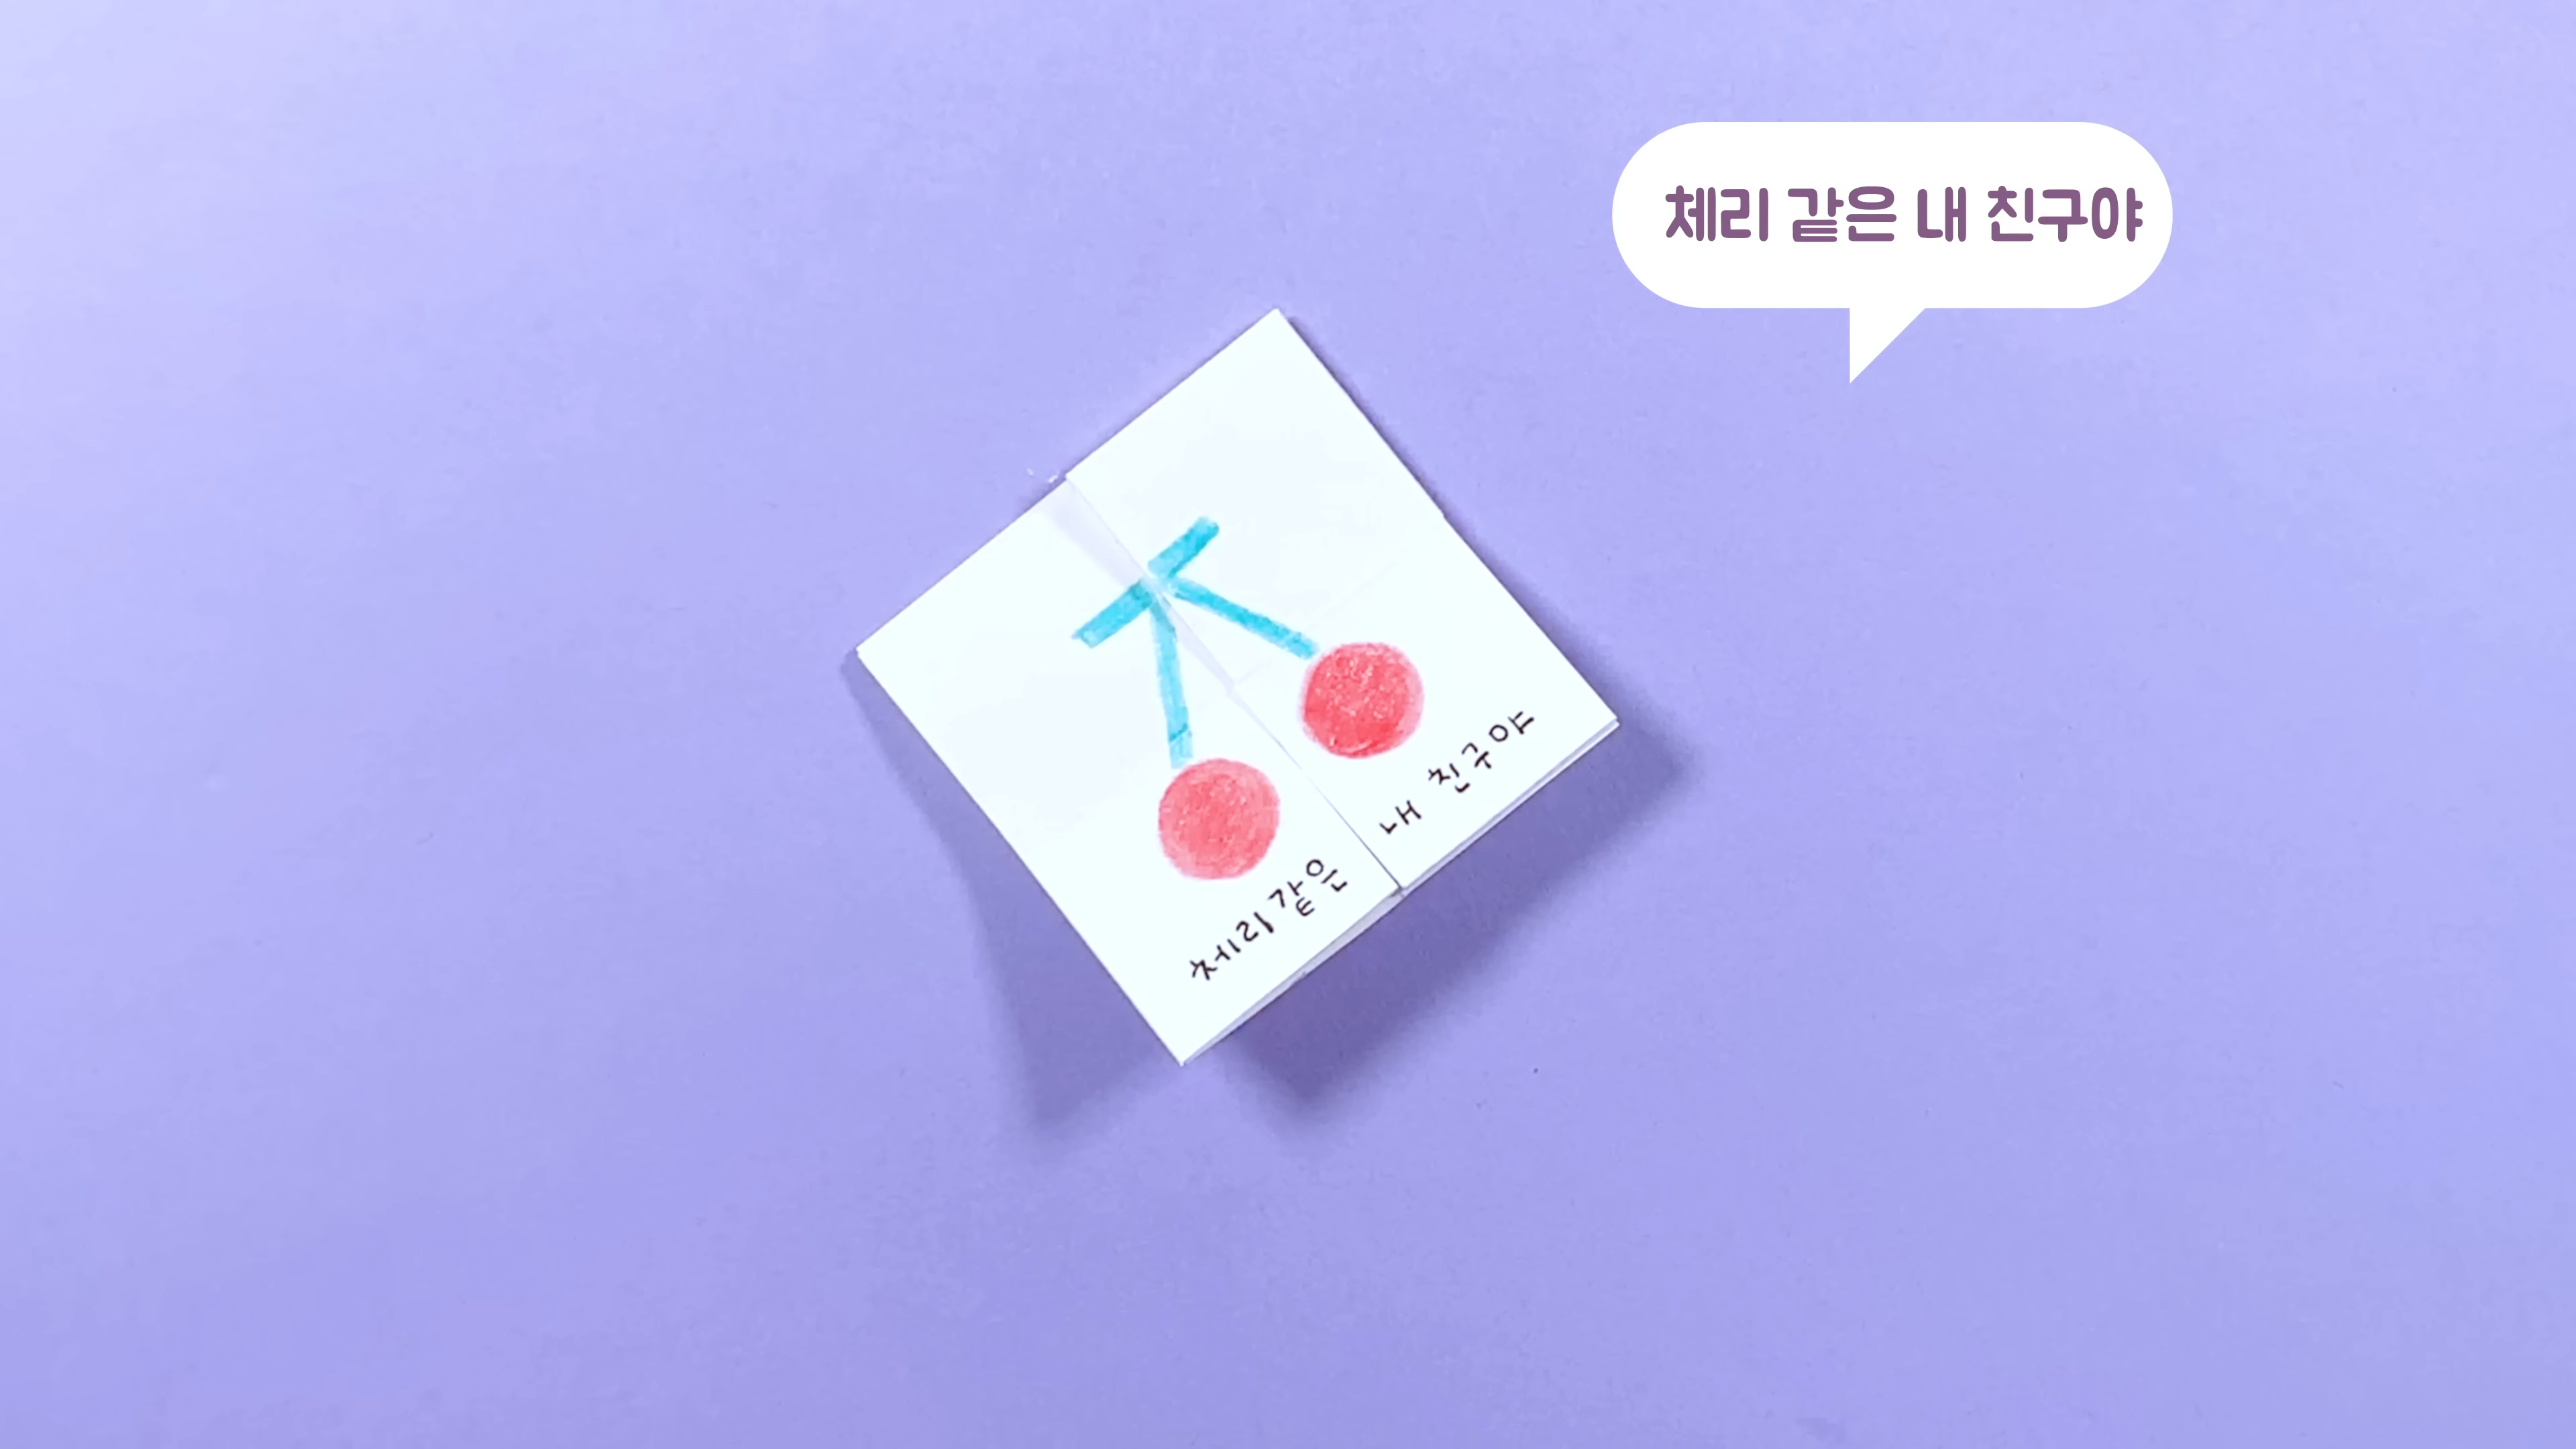 체리 같은 내 친구야
체리 같은
내 친구야